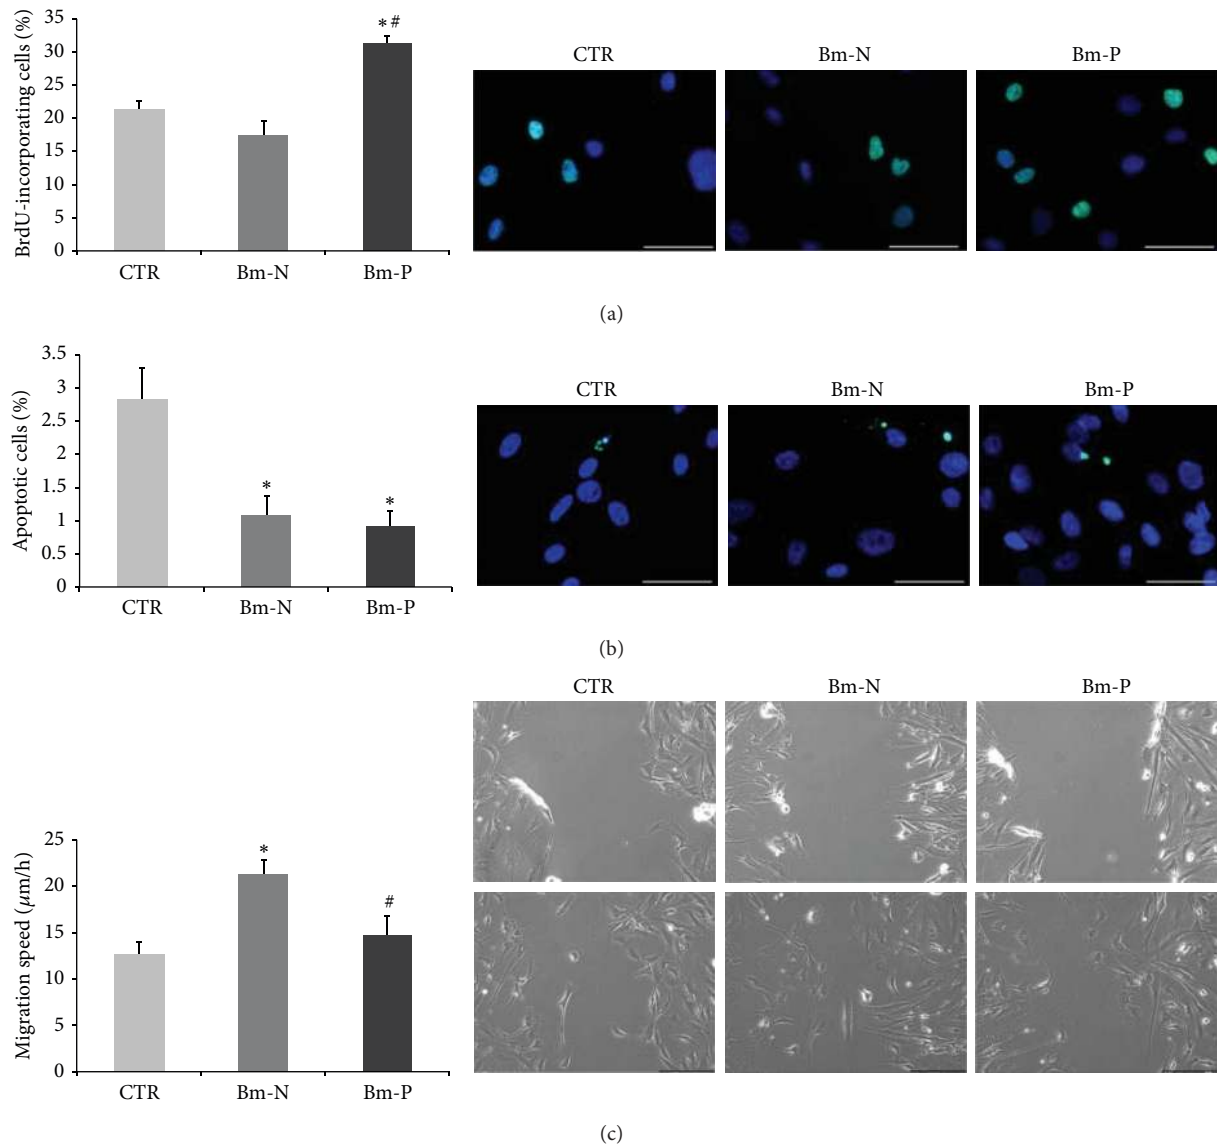 BrdU-incorporating cells (%)
35
30
25
20
15
10
5
0
*#
CTR
Bm-N
Bm-P
CTR
Bm-N
Bm-P
(a)
Apoptotic cells (%)
3.5
3
2.5
2
1.5
1
0.5
0
*
*
CTR
Bm-N
Bm-P
CTR
Bm-N
Bm-P
(b)
Migration speed (μm/h)
25
20
15
10
5
0
*
#
CTR
Bm-N
Bm-P
CTR
Bm-N
Bm-P
(c)